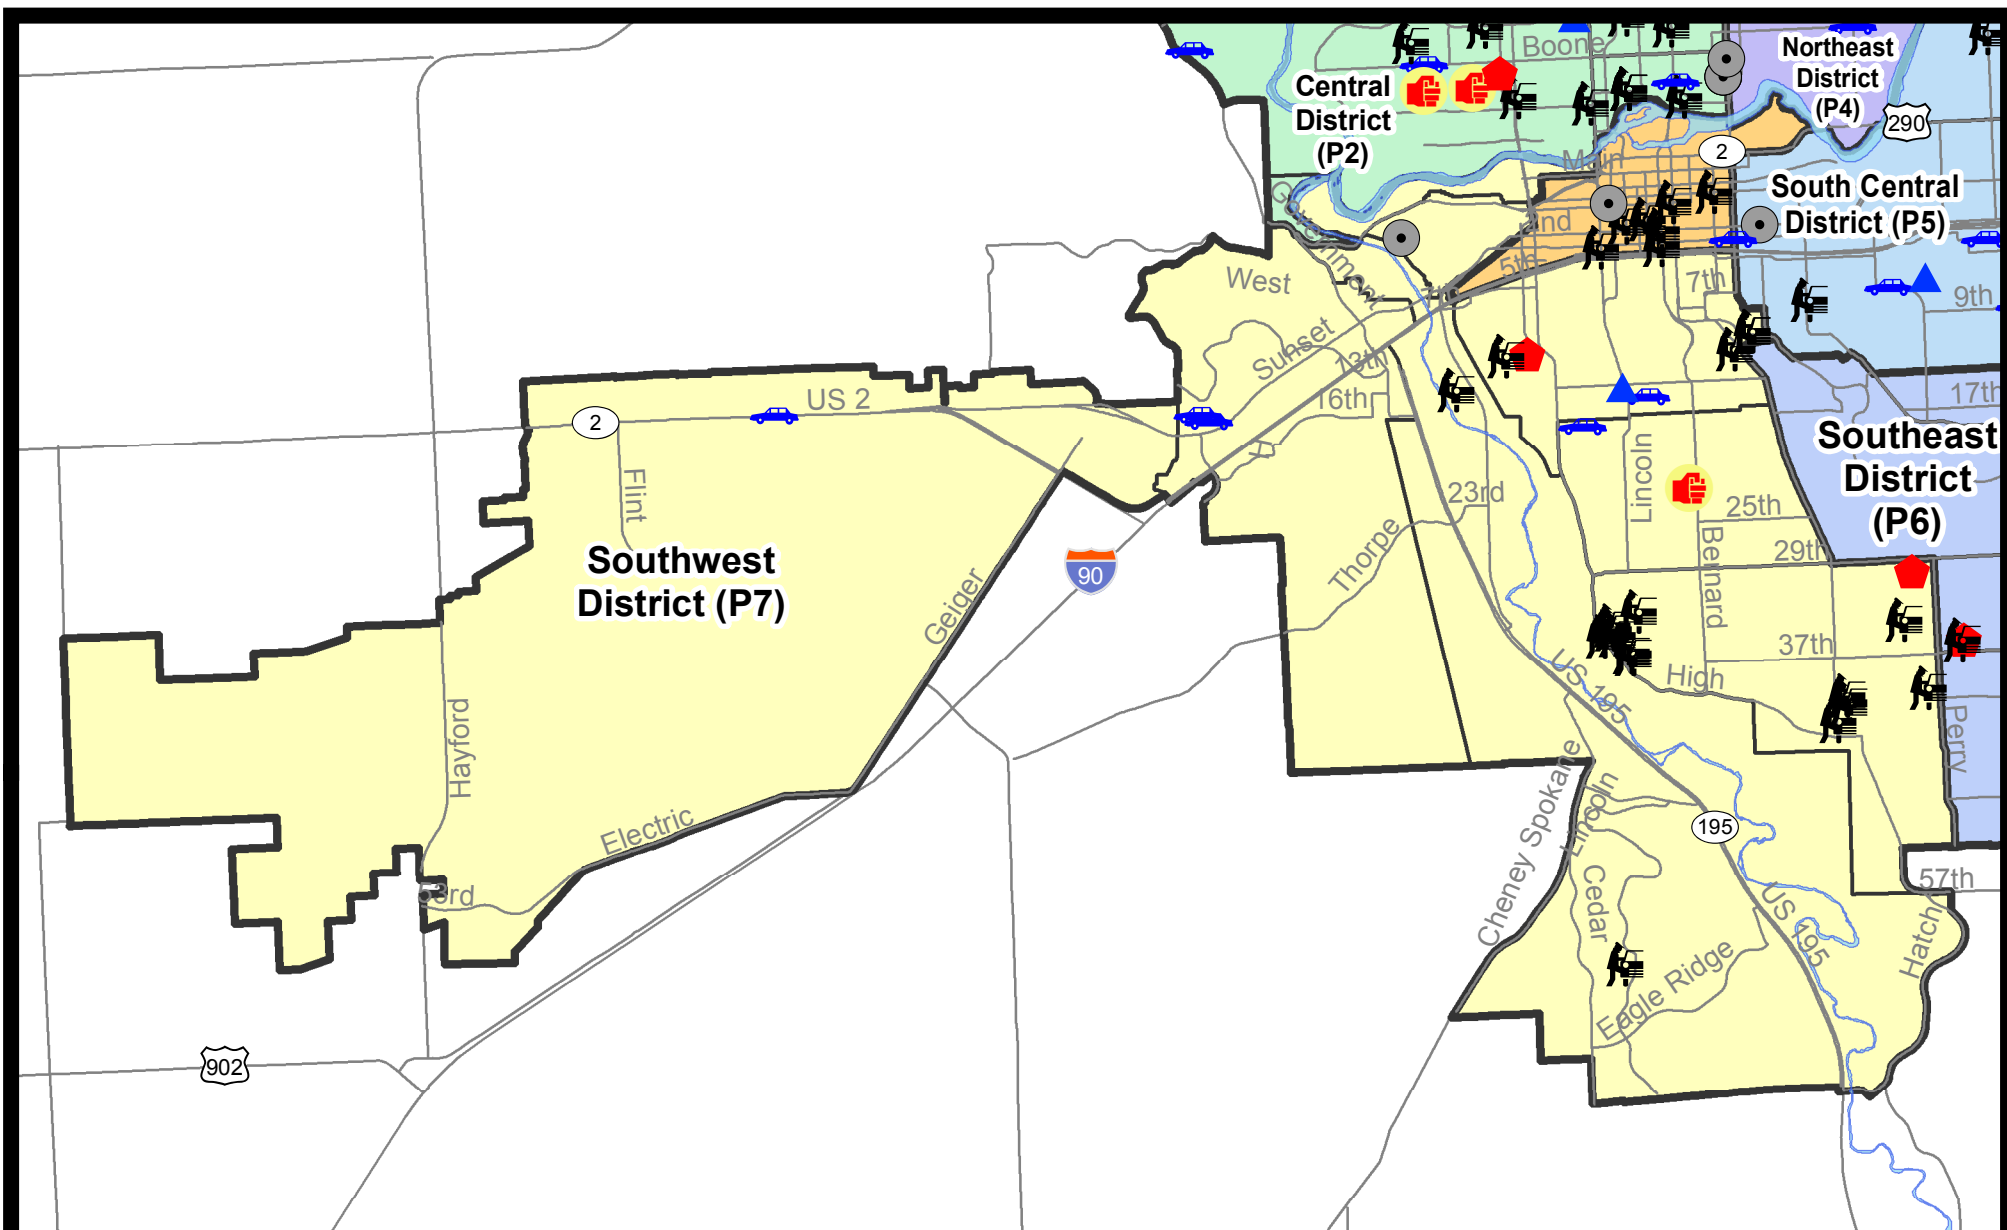 Boone
Northeast
District
(P4)
Central
District
(P2)
290
2
Main
South Central
District (P5)
Government
2nd
5th
7th
7th
9th
West
Sunset
13th
16th
17th
US 2
2
Flint
Lincoln
Southeast
District
(P6)
23rd
25th
Thorpe
Bernard
29th
Southwest
District (P7)
90
Geiger
37th
High
US 195
Hayford
Perry
Electric
Cheney Spokane
Lincoln
195
53rd
57th
Cedar
US 195
Hatch
Eagle Ridge
902